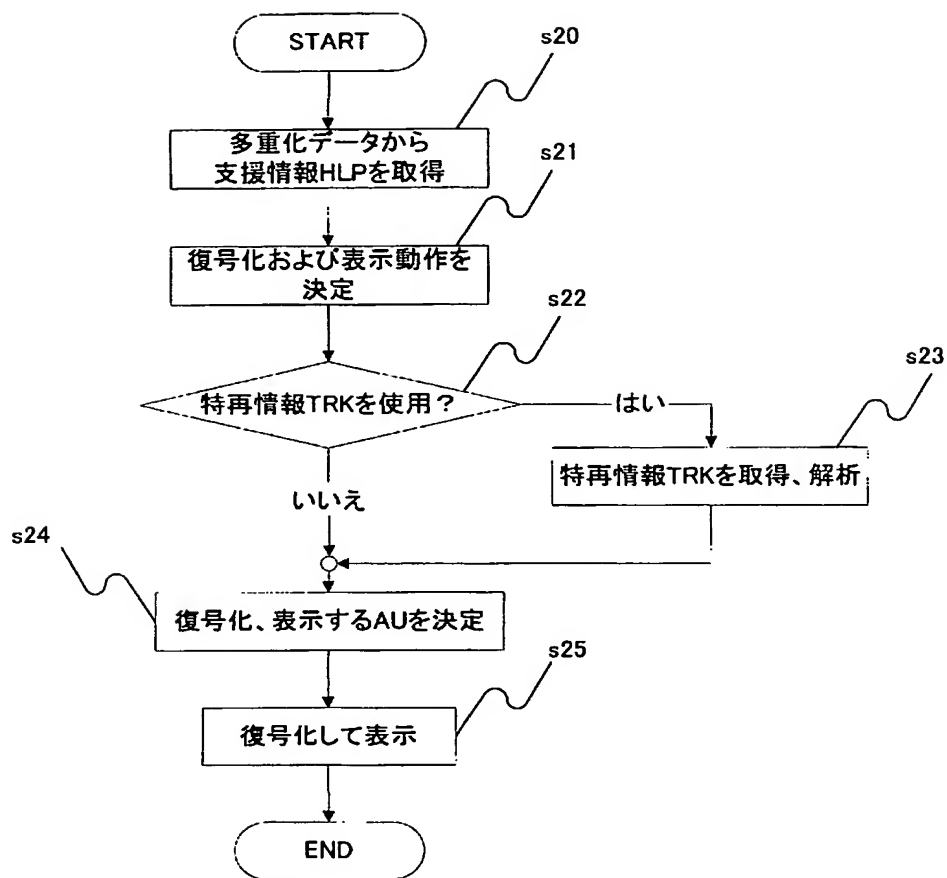 START
s20
多重化データから
支援情報HLPを取得
s21
復号化および表示動作を
決定
s22
特再情報TRKを使用？
はい
s23
特再情報TRKを取得、解析
いいえ
s24
復号化、表示するAUを決定
s25
復号化して表示
END